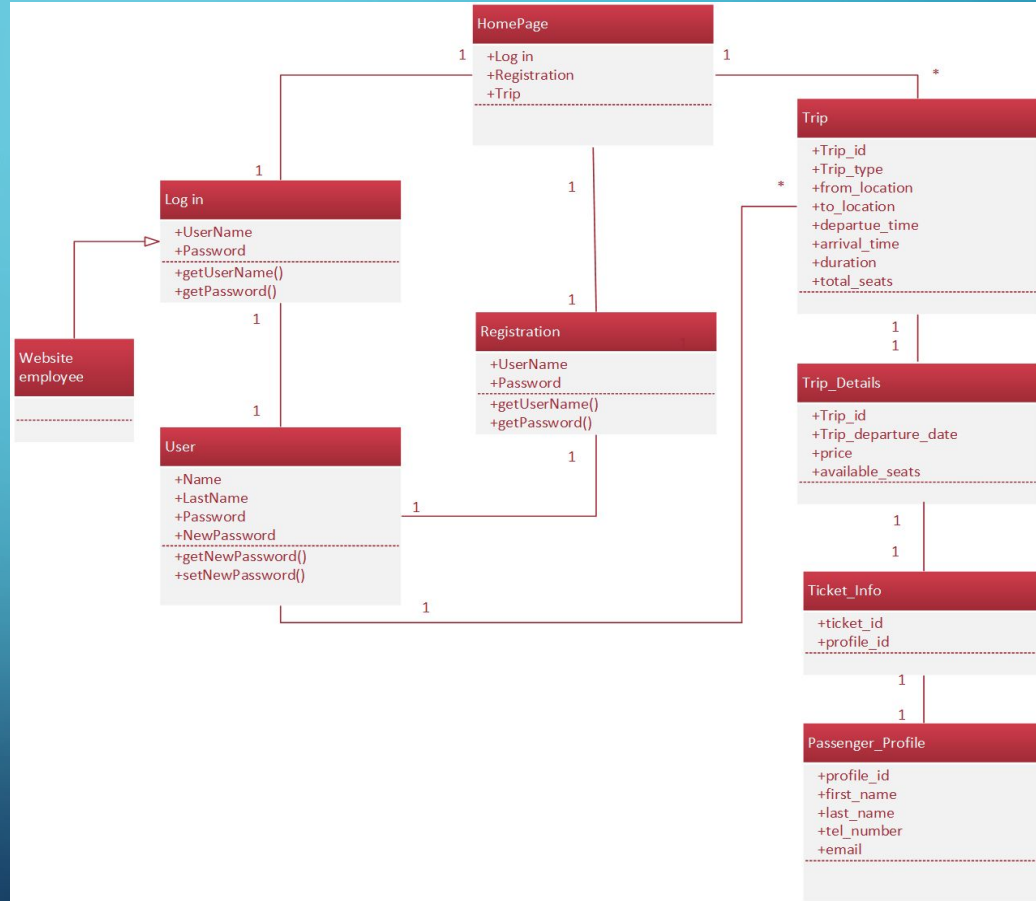 HomePage
+Log in
+Registration
+Trip
1
1
*
1
1
1
*
Trip
+Trip_id
+Trip_type
+from_location
+to_location
+departue_time
+arrival_time
+duration
+total_seats
Log in
+UserName
+Password
+getUserName()
+getPassword()
1
1
Website
employee
Registration
+UserName
+Password
+getUserName()
+getPassword()
1
1
1
Trip_Details
+Trip_id
+Trip_departure_date
+price
+available_seats
User
+Name
+LastName
+Password
+NewPassword
+getNewPassword()
+setNewPassword()
1
1
1
1
Ticket_Info
+ticket_id
+profile_id
1
1
Passenger_Profile
+profile_id
+first_name
+last_name
+tel_number
+email